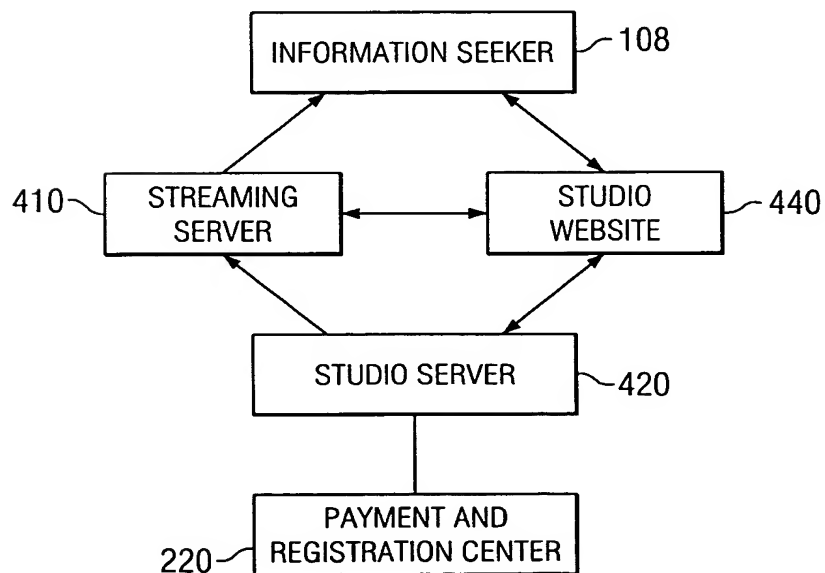 INFORMATION SEEKER
108
410
STREAMING
SERVER
STUDIO
WEBSITE
440
STUDIO SERVER
420
PAYMENT AND
REGISTRATION CENTER
220